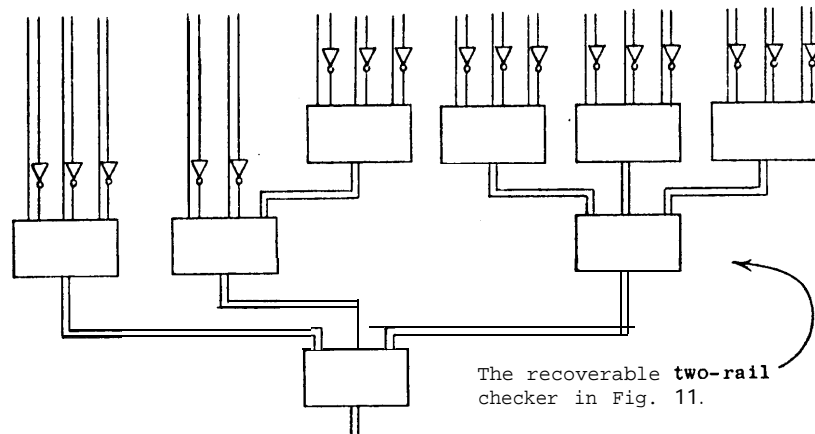 The recoverable two-rail
checker in Fig. 11.